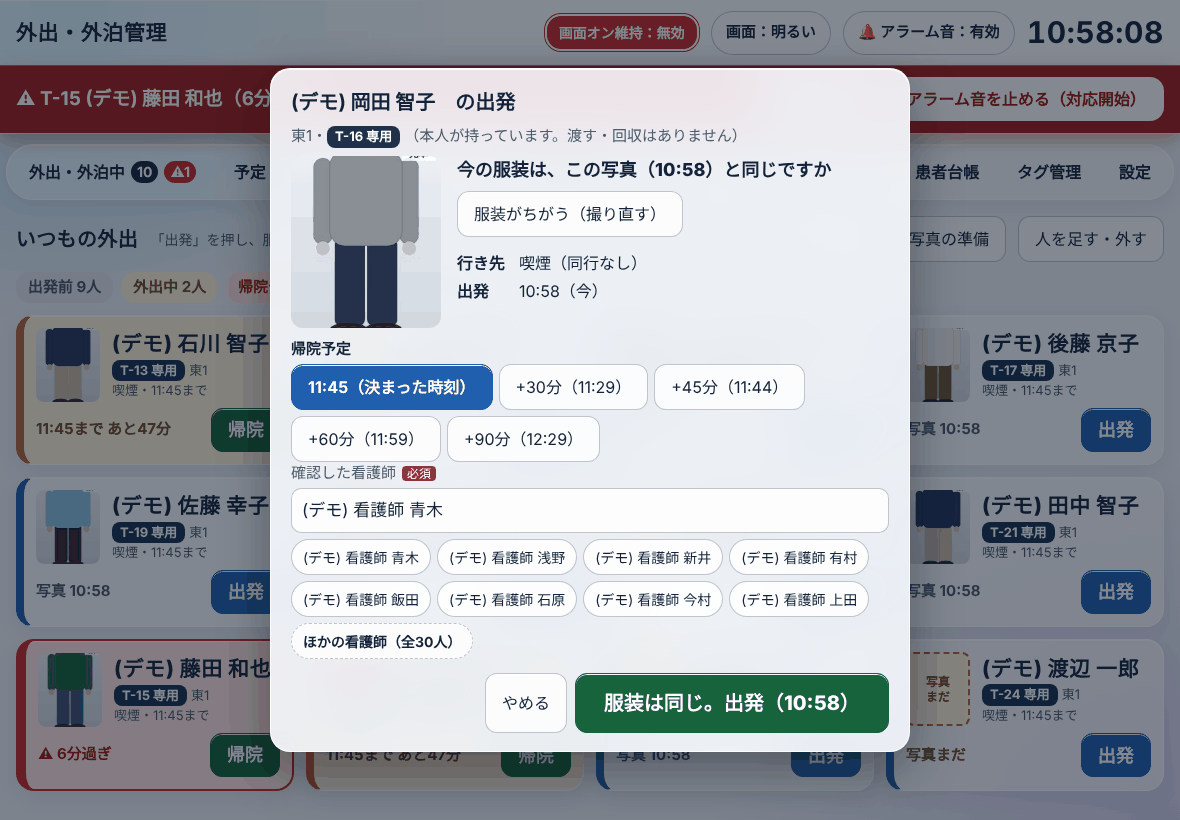 外出・外泊管理
画面オン維持：無効
画面：明るい
🔔 アラーム音：有効
10:58:08
⚠ T-15 (デモ) 藤田 和也（6分
アラーム音を止める（対応開始）
外出・外泊中 10 ⚠1
予定
患者台帳
タグ管理
設定
いつもの外出
「出発」を押し、
写真の準備
人を足す・外す
出発前 9人
外出中 2人
帰院
(デモ) 岡田 智子　の出発
東1・T-16 専用（本人が持っています。渡す・回収はありません）
今の服装は、この写真（10:58）と同じですか
服装がちがう（撮り直す）
行き先 喫煙（同行なし）
出発 10:58（今）
帰院予定
11:45（決まった時刻）
+30分（11:29）
+45分（11:44）
+60分（11:59）
+90分（12:29）
確認した看護師 必須
(デモ) 看護師 青木
(デモ) 看護師 青木
(デモ) 看護師 浅野
(デモ) 看護師 新井
(デモ) 看護師 有村
(デモ) 看護師 飯田
(デモ) 看護師 石原
(デモ) 看護師 今村
(デモ) 看護師 上田
ほかの看護師（全30人）
やめる
服装は同じ。出発（10:58）
(デモ) 石川 智子
T-13 専用 東1
喫煙・11:45まで
11:45まで あと47分
帰院
(デモ) 後藤 京子
T-17 専用 東1
喫煙・11:45まで
写真 10:58
出発
(デモ) 佐藤 幸子
T-19 専用 東1
喫煙・11:45まで
写真 10:58
出発
(デモ) 田中 智子
T-21 専用 東1
喫煙・11:45まで
写真 10:58
出発
(デモ) 藤田 和也
T-15 専用 東1
喫煙・11:45まで
⚠ 6分過ぎ
帰院
11:45まで あと47分
帰院
写真 10:58
出発
写真
まだ
(デモ) 渡辺 一郎
T-24 専用 東1
喫煙・11:45まで
写真まだ
出発